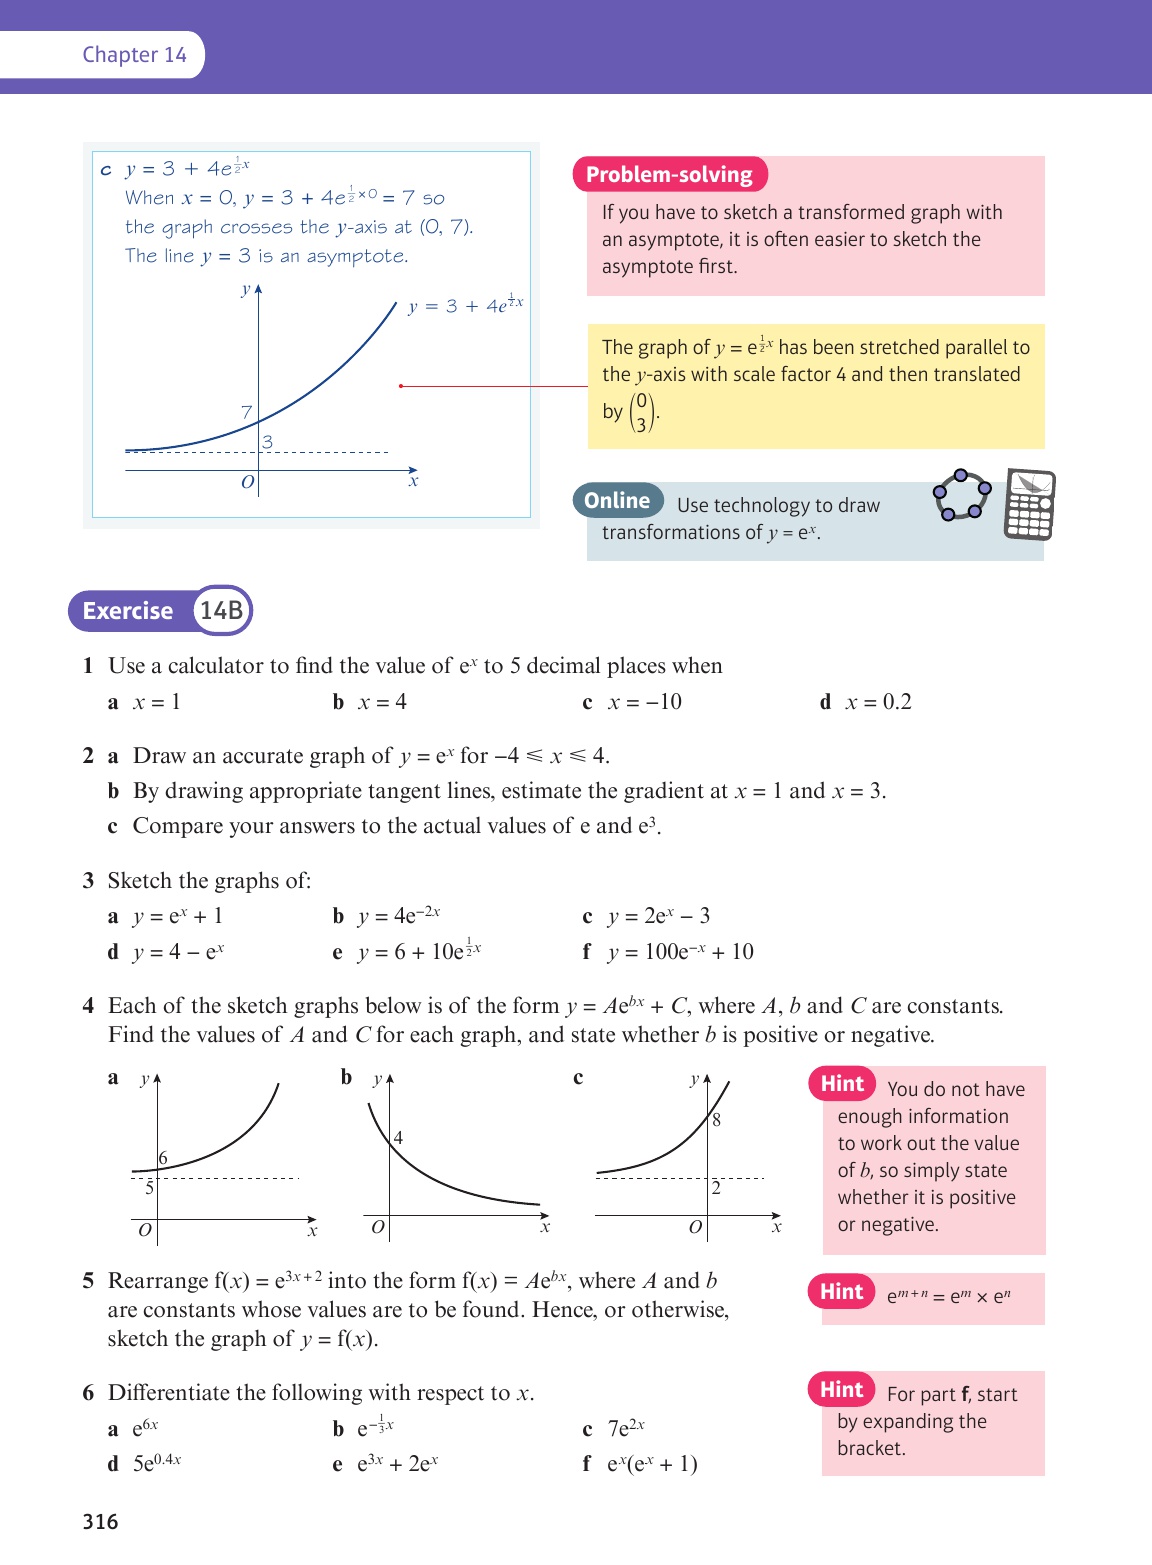 Chapter 14
c y = 3 + 4e^{\frac{1}{2}x}
When x = 0, y = 3 + 4e^{\frac{1}{2}×0} = 7 so
the graph crosses the y-axis at (0, 7).
The line y = 3 is an asymptote.
y
y = 3 + 4e^{\frac{1}{2}x}
7
3
O
x
Problem-solving
If you have to sketch a transformed graph with
an asymptote, it is often easier to sketch the
asymptote first.
The graph of y = e^{\frac{1}{2}x} has been stretched parallel to
the y-axis with scale factor 4 and then translated
by \begin{pmatrix}0\\3\end{pmatrix}.
Online Use technology to draw
transformations of y = eˣ.
Exercise 14B
1 Use a calculator to find the value of eˣ to 5 decimal places when
a x = 1 b x = 4 c x = −10 d x = 0.2
2 a Draw an accurate graph of y = eˣ for −4 ⩽ x ⩽ 4.
b By drawing appropriate tangent lines, estimate the gradient at x = 1 and x = 3.
c Compare your answers to the actual values of e and e³.
3 Sketch the graphs of:
a y = eˣ + 1 b y = 4e⁻²ˣ c y = 2eˣ − 3
d y = 4 − eˣ e y = 6 + 10e^{\frac{1}{2}x} f y = 100e⁻ˣ + 10
4 Each of the sketch graphs below is of the form y = Ae^{bx} + C, where A, b and C are constants.
Find the values of A and C for each graph, and state whether b is positive or negative.
a y
6
5
O x
b y
4
O x
c y
8
2
O x
Hint You do not have
enough information
to work out the value
of b, so simply state
whether it is positive
or negative.
5 Rearrange f(x) = e^{3x + 2} into the form f(x) = Ae^{bx}, where A and b
are constants whose values are to be found. Hence, or otherwise,
sketch the graph of y = f(x).
Hint e^{m + n} = e^{m} × e^{n}
6 Differentiate the following with respect to x.
a e^{6x} b e^{−\frac{1}{3}x} c 7e^{2x}
d 5e^{0.4x} e e^{3x} + 2eˣ f eˣ(eˣ + 1)
Hint For part f, start
by expanding the
bracket.
316